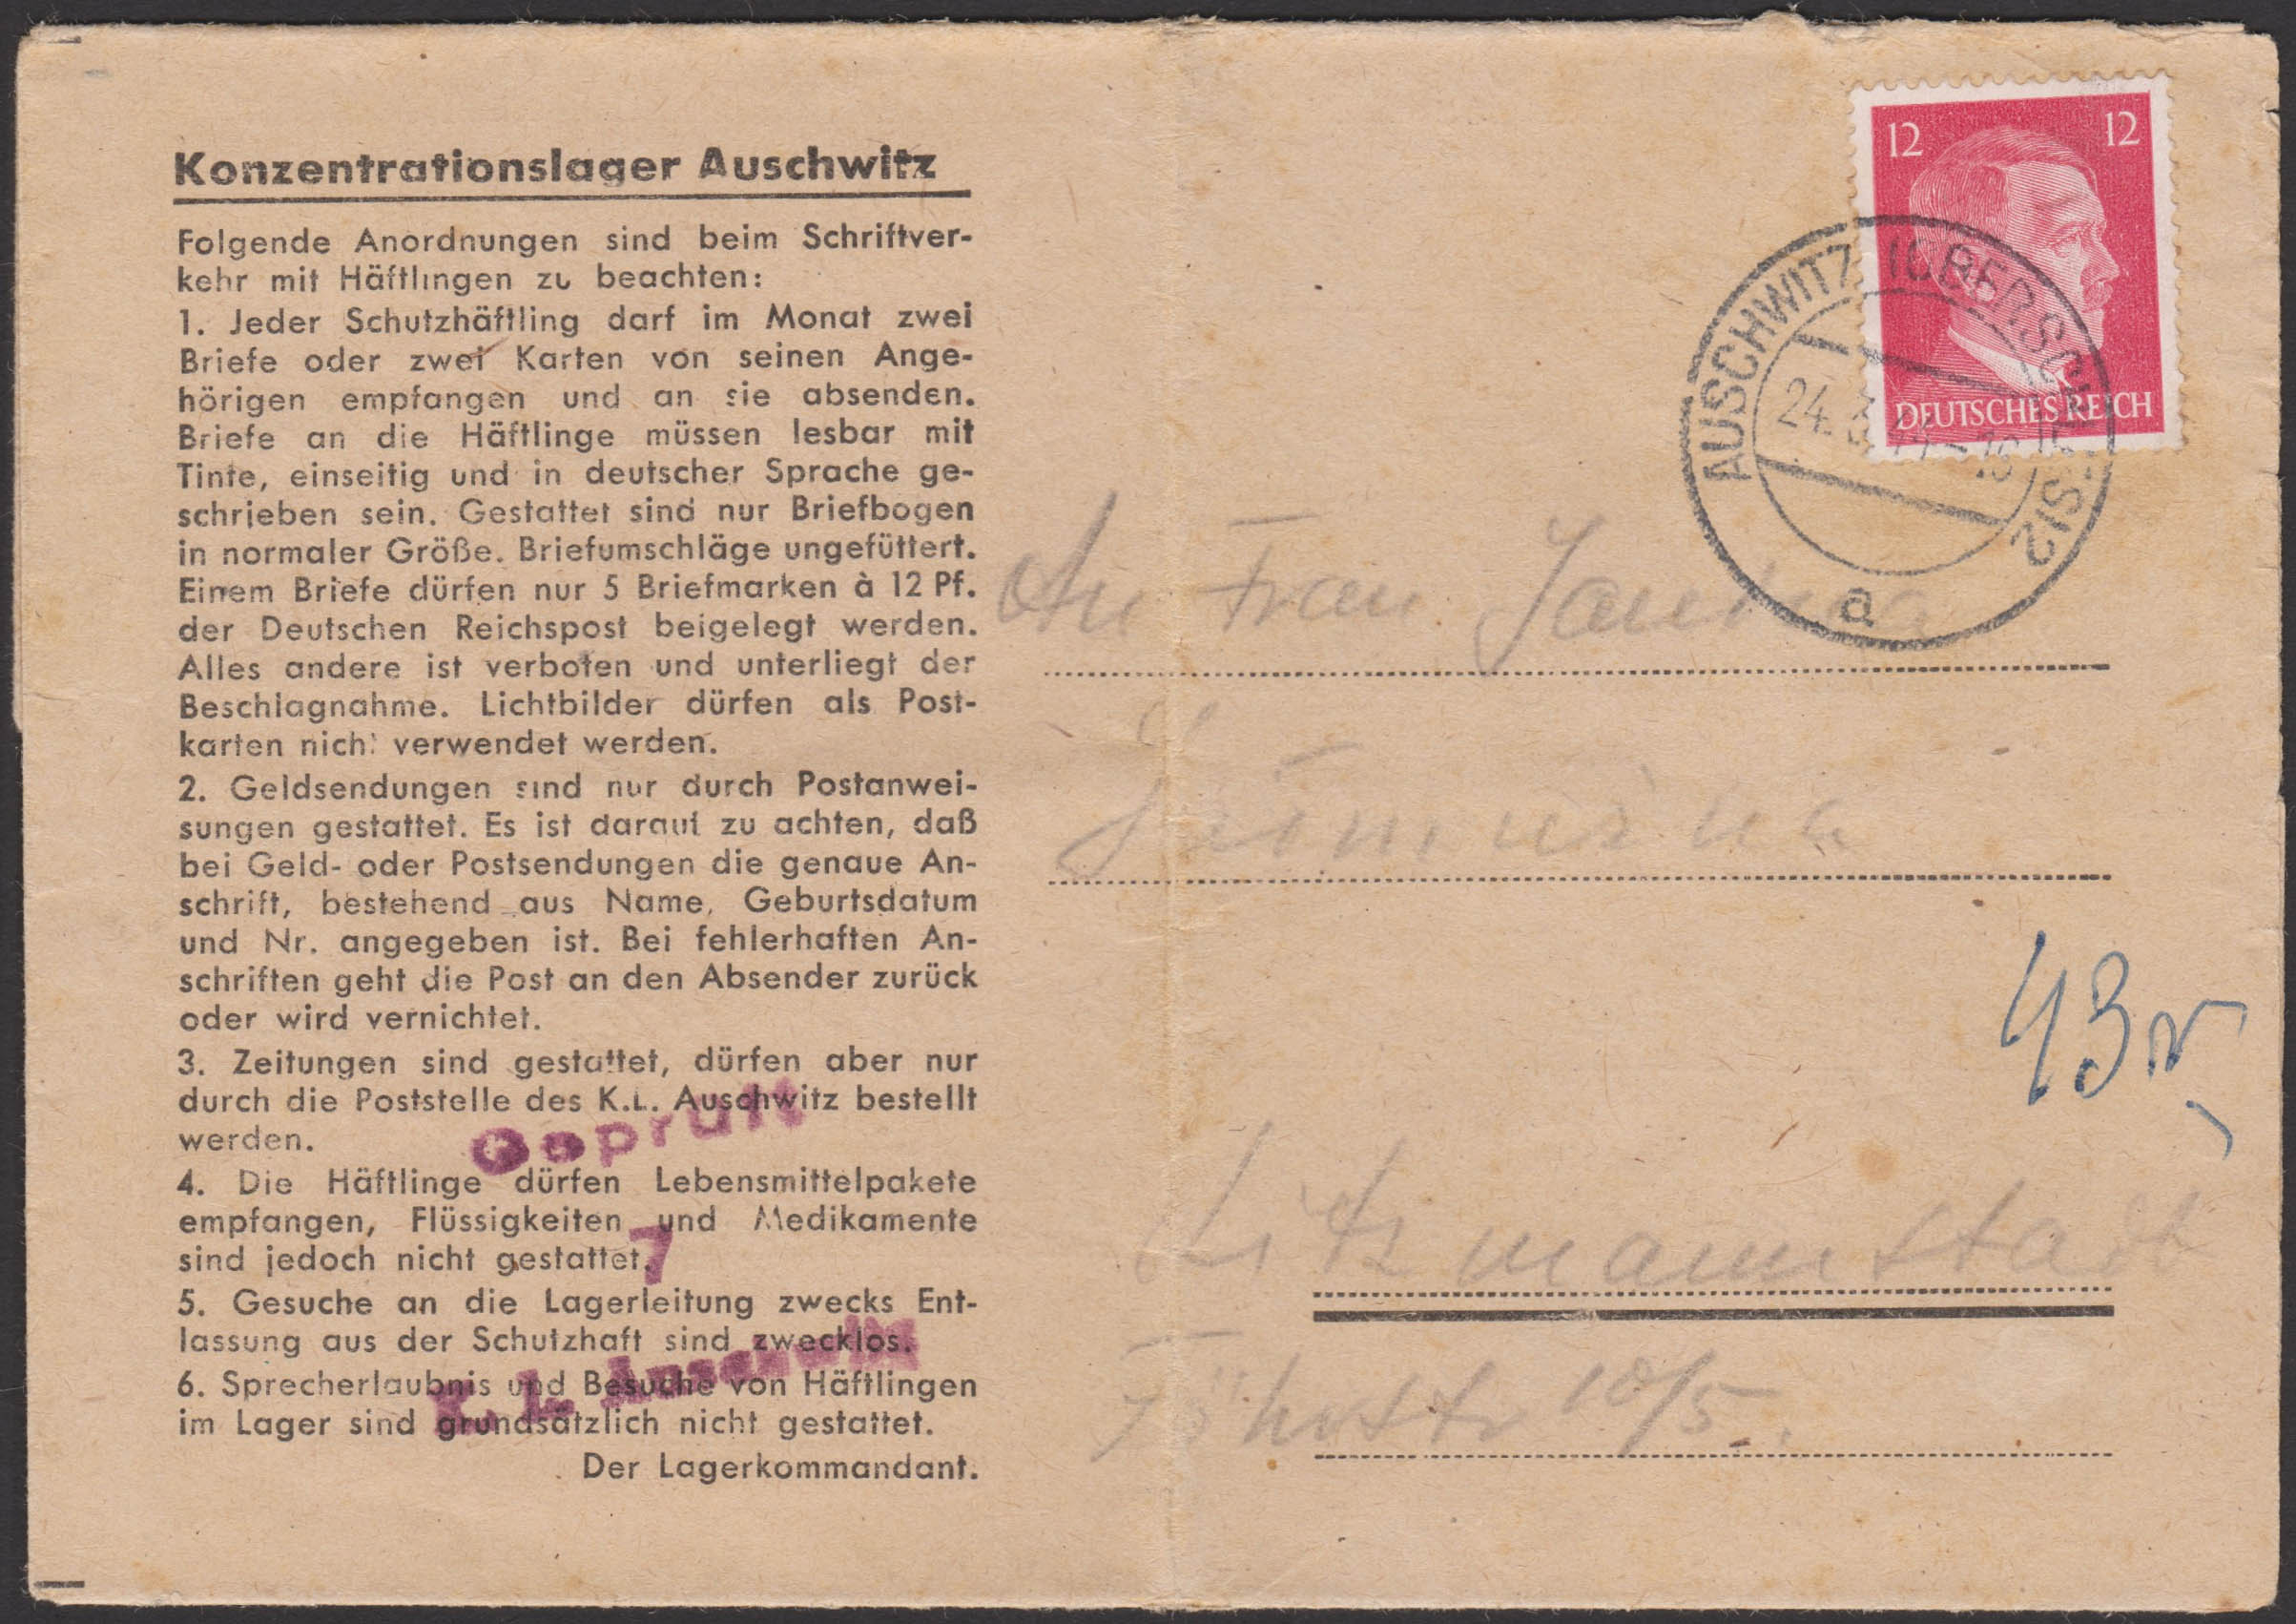 Konzentrationslager Auschwitz
Folgende Anordnungen sind beim Schriftver-
kehr mit Häftlingen zu beachten:
1. Jeder Schutzhäftling darf im Monat zwei
Briefe oder zwei Karten von seinen Ange-
hörigen empfangen und an sie absenden.
Briefe an die Häftlinge müssen lesbar mit
Tinte, einseitig und in deutscher Sprache ge-
schrieben sein. Gestattet sind nur Briefbogen
in normaler Größe. Briefumschläge ungefüttert.
Einem Briefe dürfen nur 5 Briefmarken à 12 Pf.
der Deutschen Reichspost beigelegt werden.
Alles andere ist verboten und unterliegt der
Beschlagnahme. Lichtbilder dürfen als Post-
karten nicht verwendet werden.
2. Geldsendungen sind nur durch Postanwei-
sungen gestattet. Es ist darauf zu achten, daß
bei Geld- oder Postsendungen die genaue An-
schrift, bestehend aus Name, Geburtsdatum
und Nr. angegeben ist. Bei fehlerhaften An-
schriften geht die Post an den Absender zurück
oder wird vernichtet.
3. Zeitungen sind gestattet, dürfen aber nur
durch die Poststelle des K.L. Auschwitz bestellt
werden.
4. Die Häftlinge dürfen Lebensmittelpakete
empfangen, Flüssigkeiten und Medikamente
sind jedoch nicht gestattet.
5. Gesuche an die Lagerleitung zwecks Ent-
lassung aus der Schutzhaft sind zwecklos.
6. Sprecherlaubnis und Besuche von Häftlingen
im Lager sind grundsätzlich nicht gestattet.
Der Lagerkommandant.
Geprüft
7
K. L. Auschwitz
12 12
DEUTSCHES REICH
AUSCHWITZ (OBERSCHLES)
24.
a
An Frau Janina
43
Litzmannstadt
10/5.